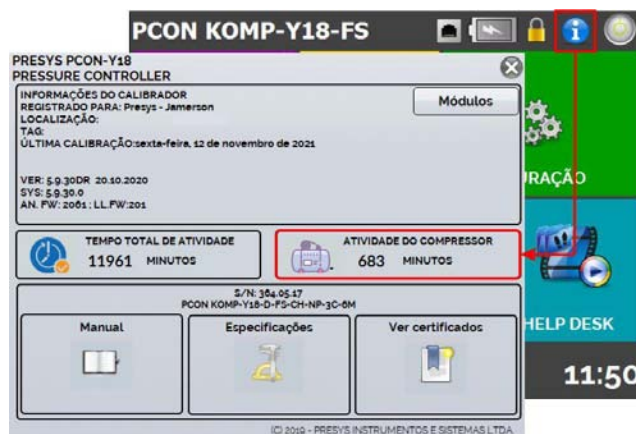 PCON KOMP-Y18-FS
PRESYS PCON-Y18
PRESSURE CONTROLLER
INFORMAÇÕES DO CALIBRADOR
REGISTRADO PARA: Presys - Jamerson
LOCALIZAÇÃO:
TAG:
ÚLTIMA CALIBRAÇÃO:sexta-feira, 12 de novembro de 2021
Módulos
VER: 5.9.30DR 20.10.2020
SYS: 5.9.30.0
AN. FW: 2061 ; LL.FW:201
URAÇÃO
TEMPO TOTAL DE ATIVIDADE
11961 MINUTOS
ATIVIDADE DO COMPRESSOR
683 MINUTOS
S/N: 364.05.17
PCON KOMP-Y18-D-FS-CH-NP-3C-6M
Manual
Especificações
Ver certificados
HELP DESK
11:50
(C) 2019 - PRESYS INSTRUMENTOS E SISTEMAS LTDA.